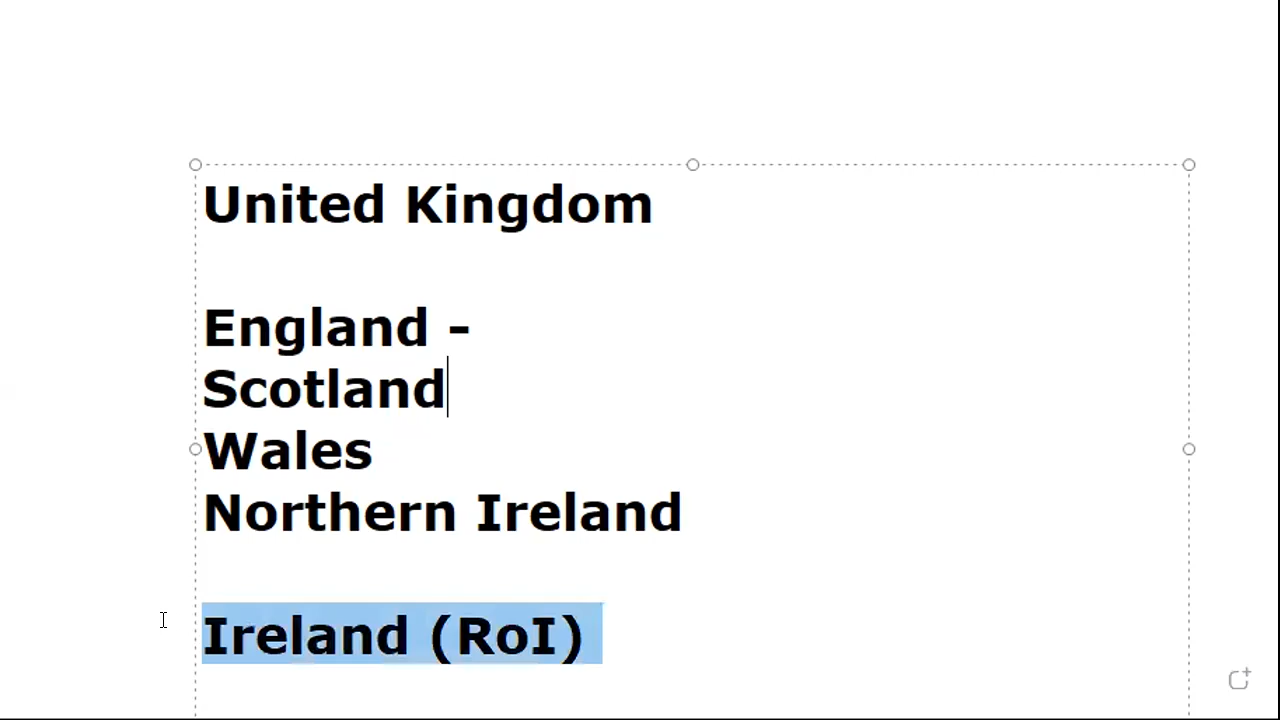 United Kingdom
England -
Scotland
Wales
Northern Ireland
Ireland (RoI)